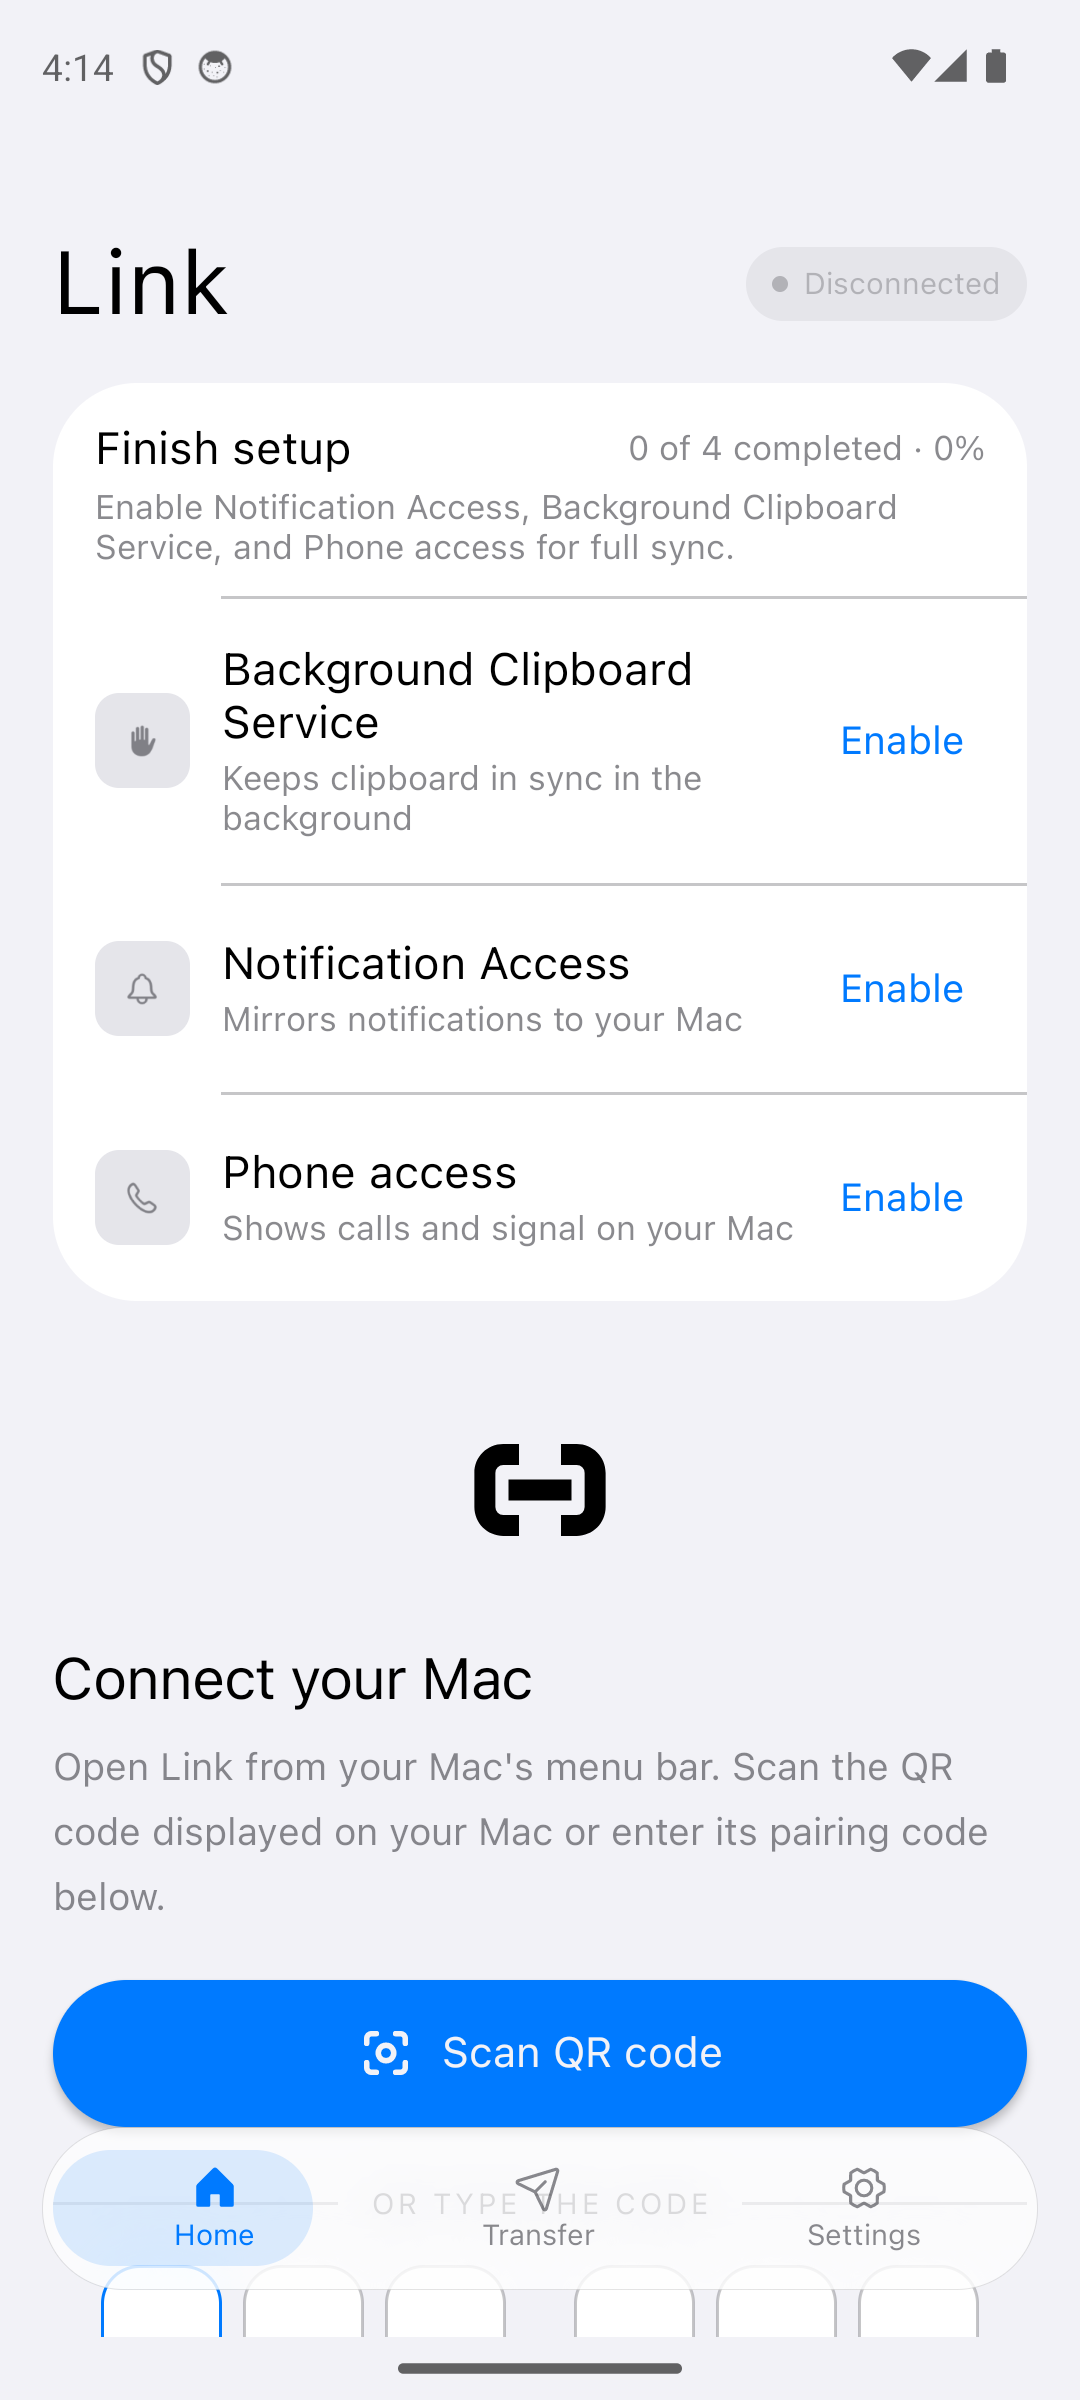 4:14
Link
Disconnected
Finish setup
0 of 4 completed · 0%
Enable Notification Access, Background Clipboard
Service, and Phone access for full sync.
Background Clipboard
Service
Keeps clipboard in sync in the
background
Enable
Notification Access
Mirrors notifications to your Mac
Enable
Phone access
Shows calls and signal on your Mac
Enable
Connect your Mac
Open Link from your Mac's menu bar. Scan the QR
code displayed on your Mac or enter its pairing code
below.
Scan QR code
OR TYPE THE CODE
Home
Transfer
Settings